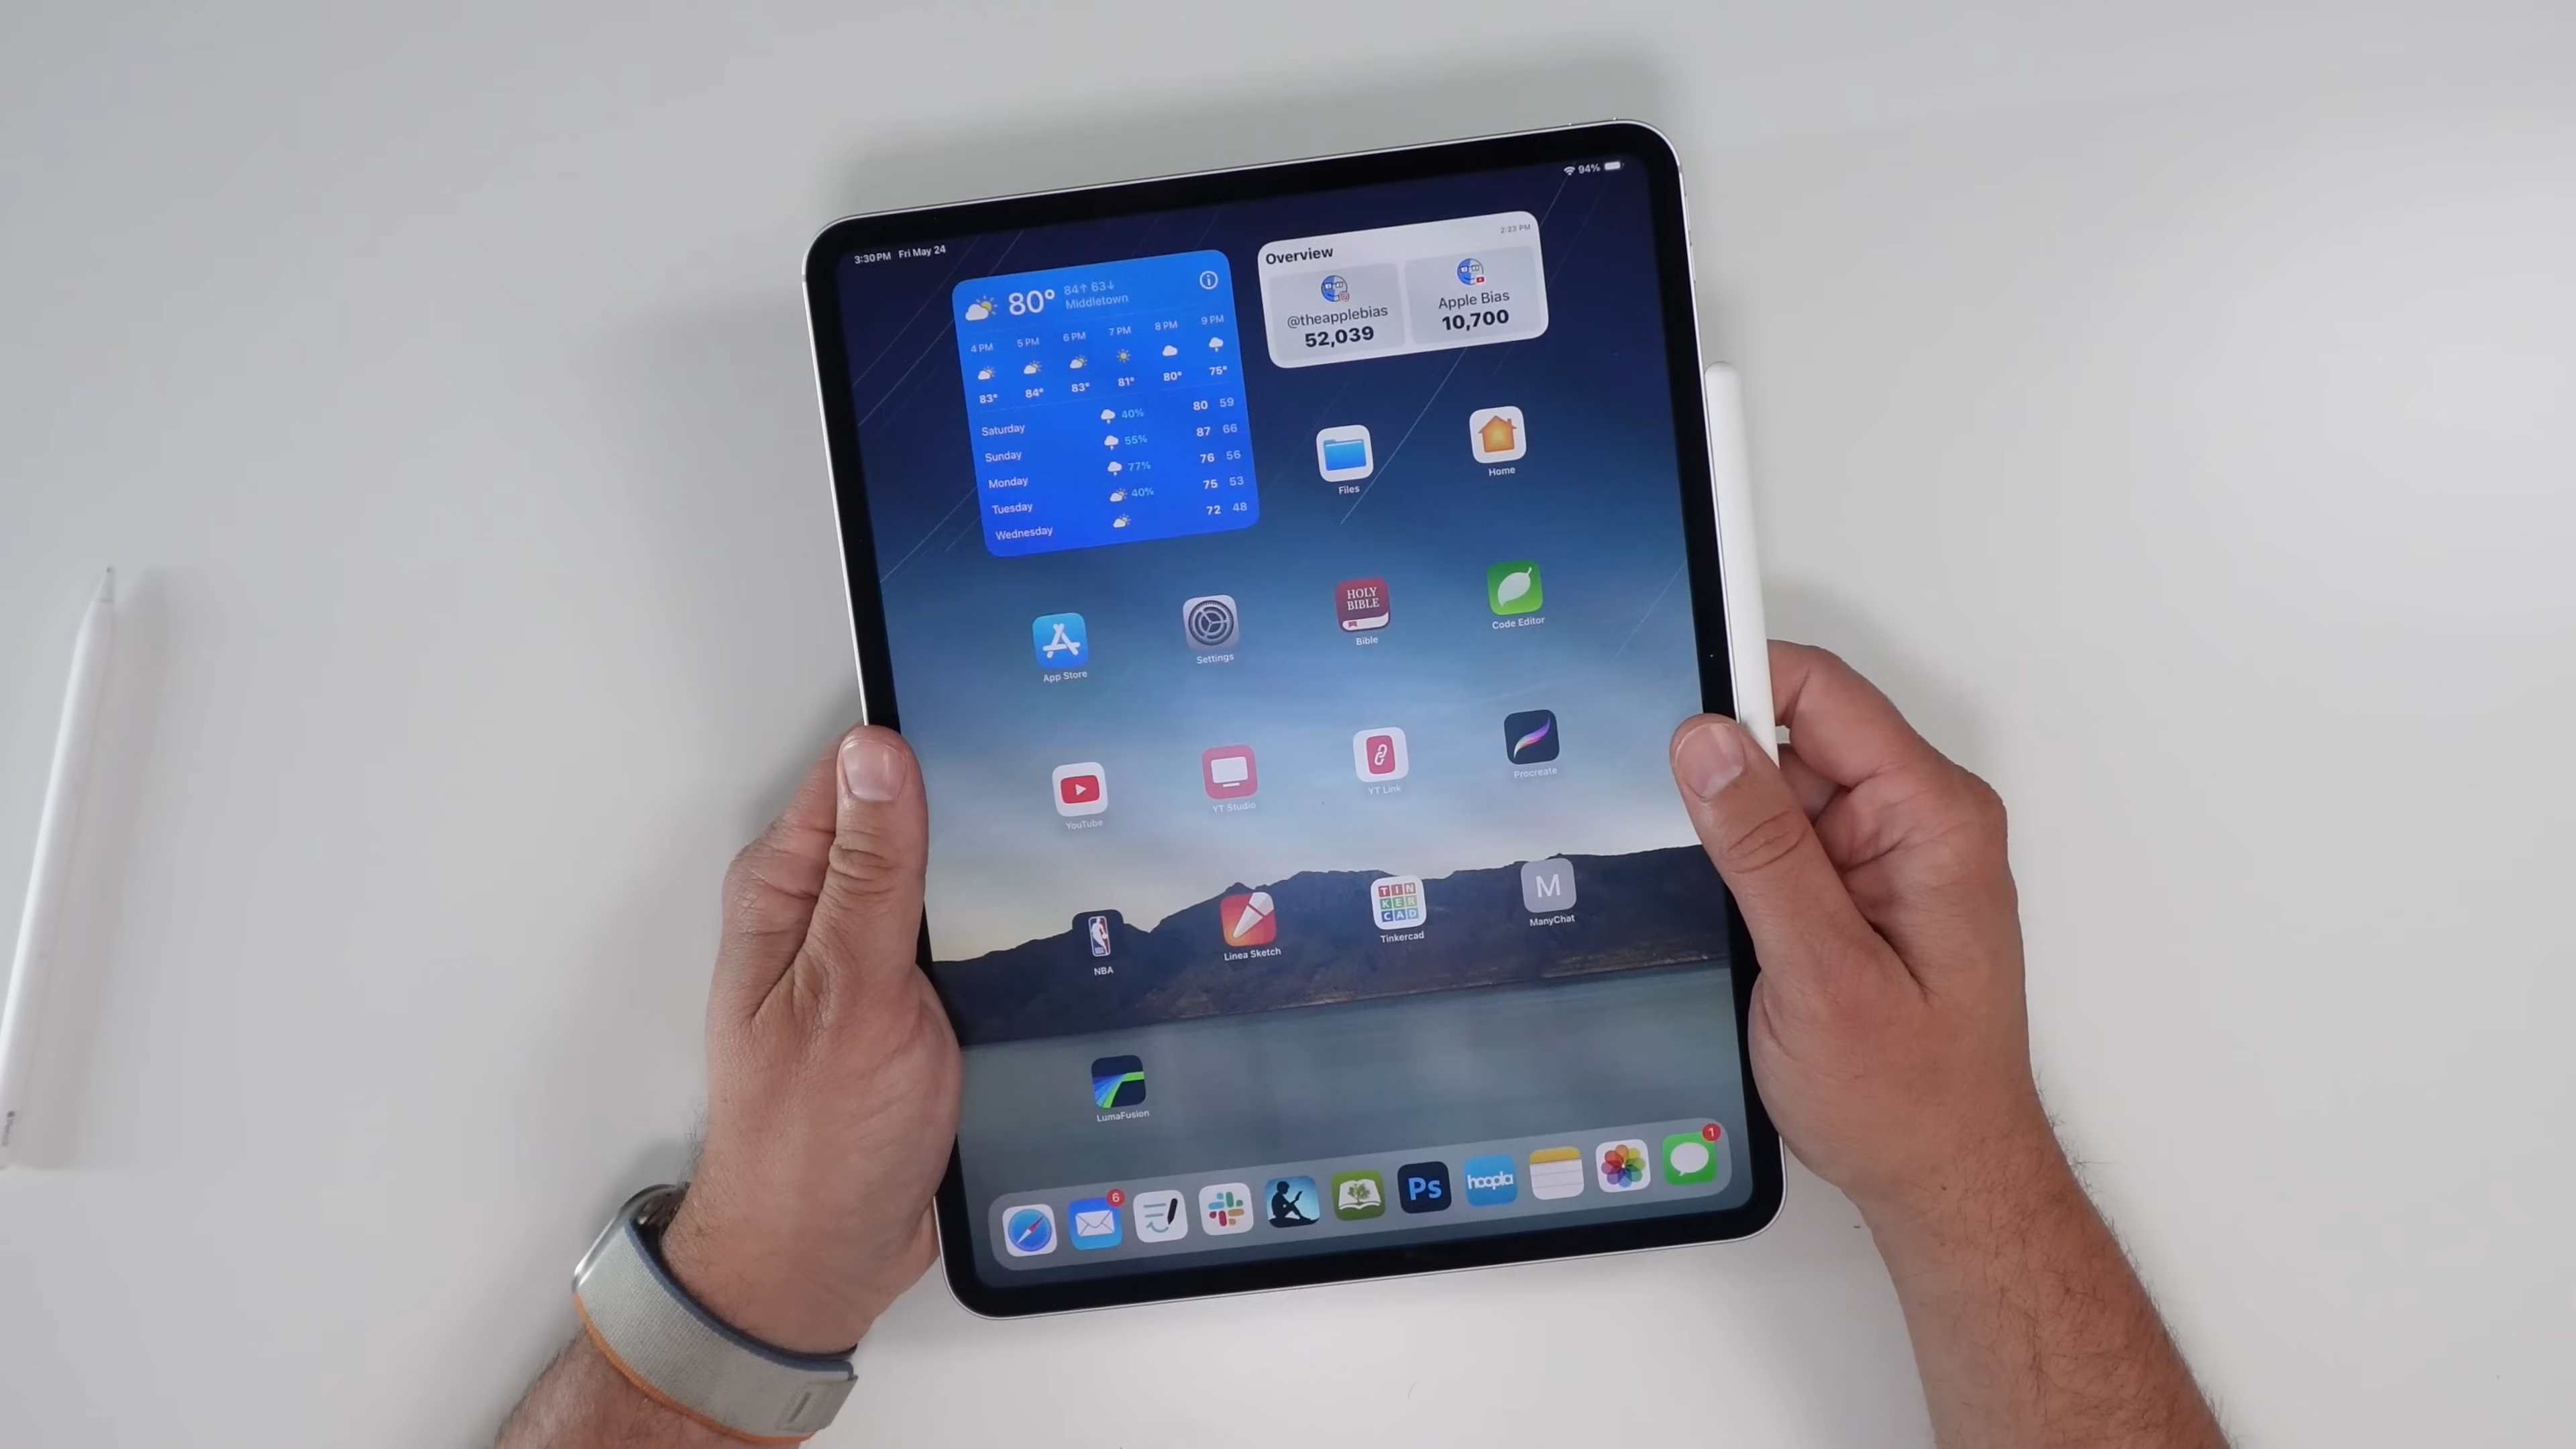 3:30 PM Fri May 24
94%
80°
84↑ 63↓
Middletown
4 PM 5 PM 6 PM 7 PM 8 PM 9 PM
83° 84° 83° 81° 80° 75°
Saturday 40% 80 59
Sunday 55% 87 66
Monday 77% 76 56
Tuesday 40% 75 53
Wednesday 72 48
Overview
2:23 PM
@theapplebias
52,039
Apple Bias
10,700
Files
Home
App Store
Settings
HOLY
BIBLE
Bible
Code Editor
YouTube
YT Studio
YT Link
Procreate
NBA
Linea Sketch
TIN
KER
CAD
Tinkercad
M
ManyChat
LumaFusion
6
Ps
hoopla
1